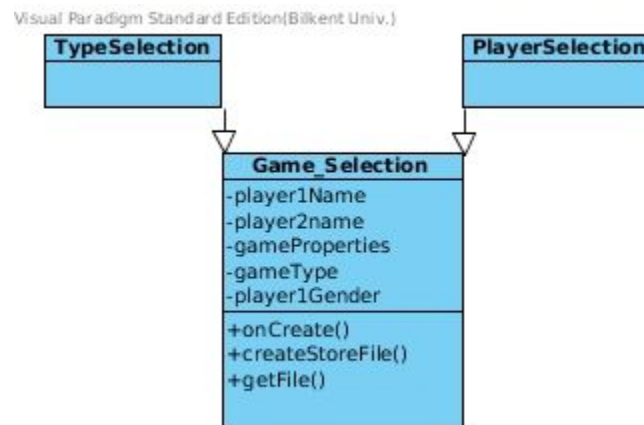 Visual Paradigm Standard Edition(Bilkent Univ.)
TypeSelection
PlayerSelection
Game_Selection
-player1Name
-player2name
-gameProperties
-gameType
-player1Gender
+onCreate()
+createStoreFile()
+getFile()